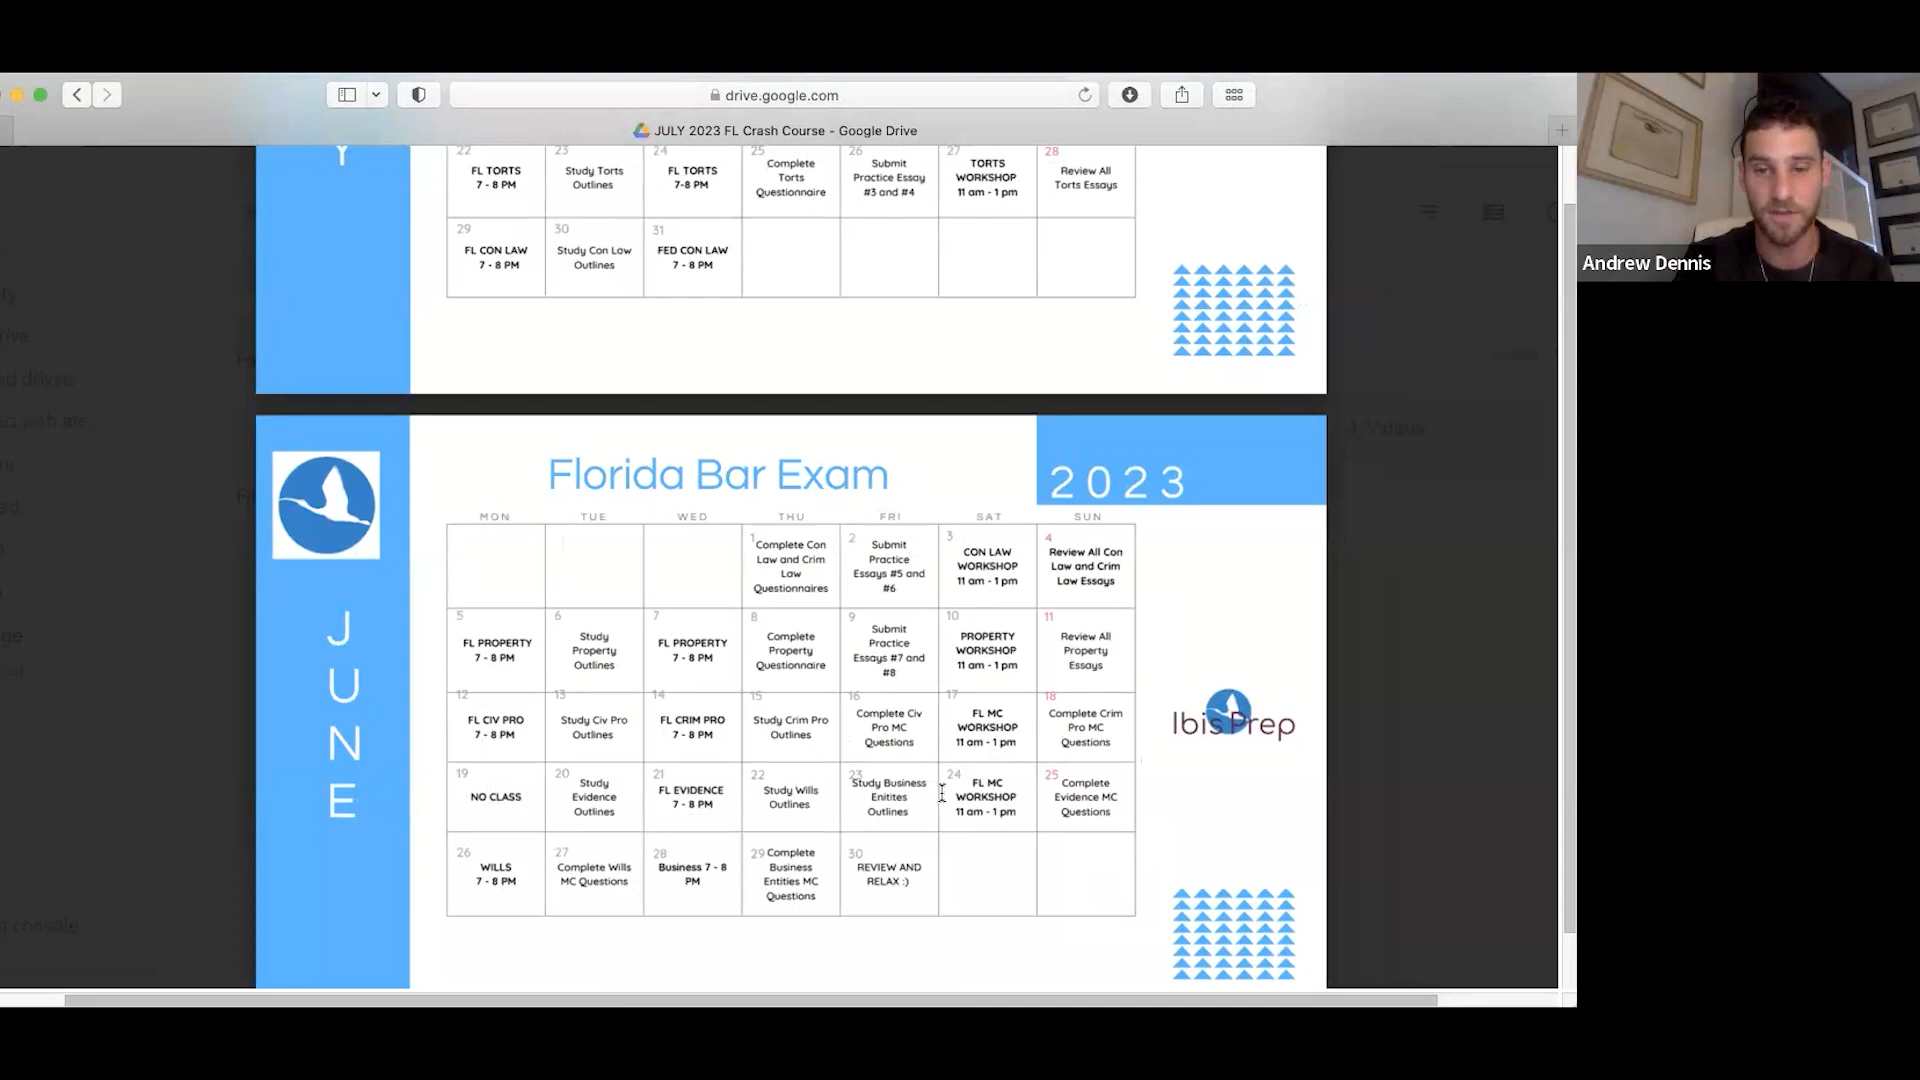 drive.google.com
JULY 2023 FL Crash Course - Google Drive
Andrew Dennis
Y
22
FL TORTS
7 - 8 PM
23
Study Torts
Outlines
24
FL TORTS
7-8 PM
25
Complete
Torts
Questionnaire
26
Submit
Practice Essay
#3 and #4
27
TORTS
WORKSHOP
11 am - 1 pm
28
Review All
Torts Essays
29
FL CON LAW
7 - 8 PM
30
Study Con Law
Outlines
31
FED CON LAW
7 - 8 PM
Florida Bar Exam
2023
JUNE
MON TUE WED THU FRI SAT SUN
1
Complete Con
Law and Crim
Law
Questionnaires
2
Submit
Practice
Essays #5 and
#6
3
CON LAW
WORKSHOP
11 am - 1 pm
4
Review All Con
Law and Crim
Law Essays
5
FL PROPERTY
7 - 8 PM
6
Study
Property
Outlines
7
FL PROPERTY
7 - 8 PM
8
Complete
Property
Questionnaire
9
Submit
Practice
Essays #7 and
#8
10
PROPERTY
WORKSHOP
11 am - 1 pm
11
Review All
Property
Essays
12
FL CIV PRO
7 - 8 PM
13
Study Civ Pro
Outlines
14
FL CRIM PRO
7 - 8 PM
15
Study Crim Pro
Outlines
16
Complete Civ
Pro MC
Questions
17
FL MC
WORKSHOP
11 am - 1 pm
18
Complete Crim
Pro MC
Questions
19
NO CLASS
20
Study
Evidence
Outlines
21
FL EVIDENCE
7 - 8 PM
22
Study Wills
Outlines
23
Study Business
Enitites
Outlines
24
FL MC
WORKSHOP
11 am - 1 pm
25
Complete
Evidence MC
Questions
26
WILLS
7 - 8 PM
27
Complete Wills
MC Questions
28
Business 7 - 8
PM
29
Complete
Business
Entities MC
Questions
30
REVIEW AND
RELAX :)
Ibis Prep